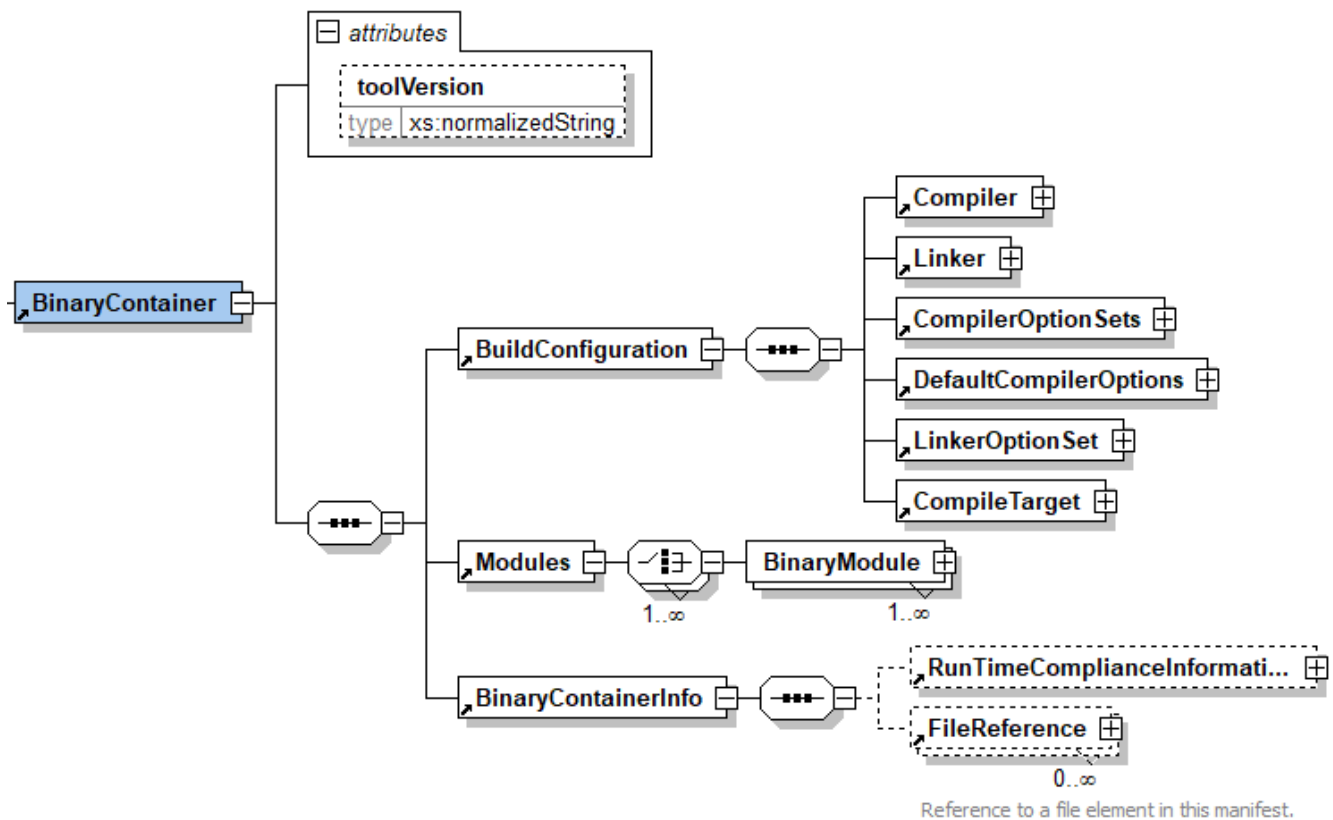 attributes
toolVersion
type xs:normalizedString
BinaryContainer
BuildConfiguration
Compiler
Linker
CompilerOptionSets
DefaultCompilerOptions
LinkerOptionSet
CompileTarget
Modules
1..∞
BinaryModule
1..∞
BinaryContainerInfo
RunTimeComplianceInformati...
FileReference
0..∞
Reference to a file element in this manifest.